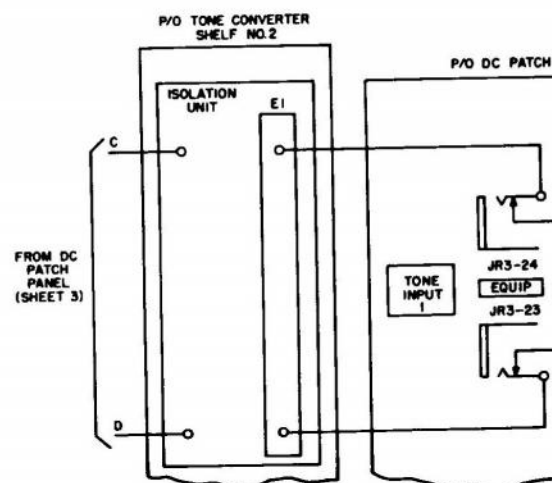 P/O TONE CONVERTER
SHELF NO.2
P/O DC PATCH
ISOLATION
UNIT
E1
C
FROM DC
PATCH
PANEL
(SHEET 3)
TONE
INPUT
1
JR3-24
EQUIP
JR3-23
D